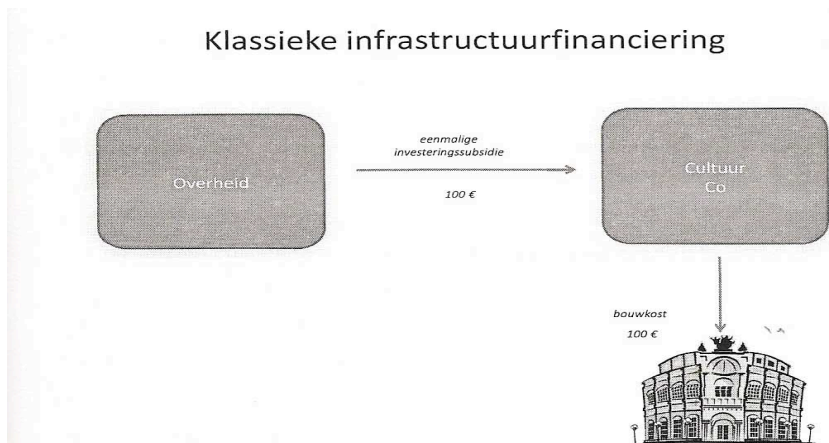 Klassieke infrastructuurfinanciering
Overheid
eenmalige
investeringssubsidie
100 €
Cultuur
Co
bouwkost
100 €